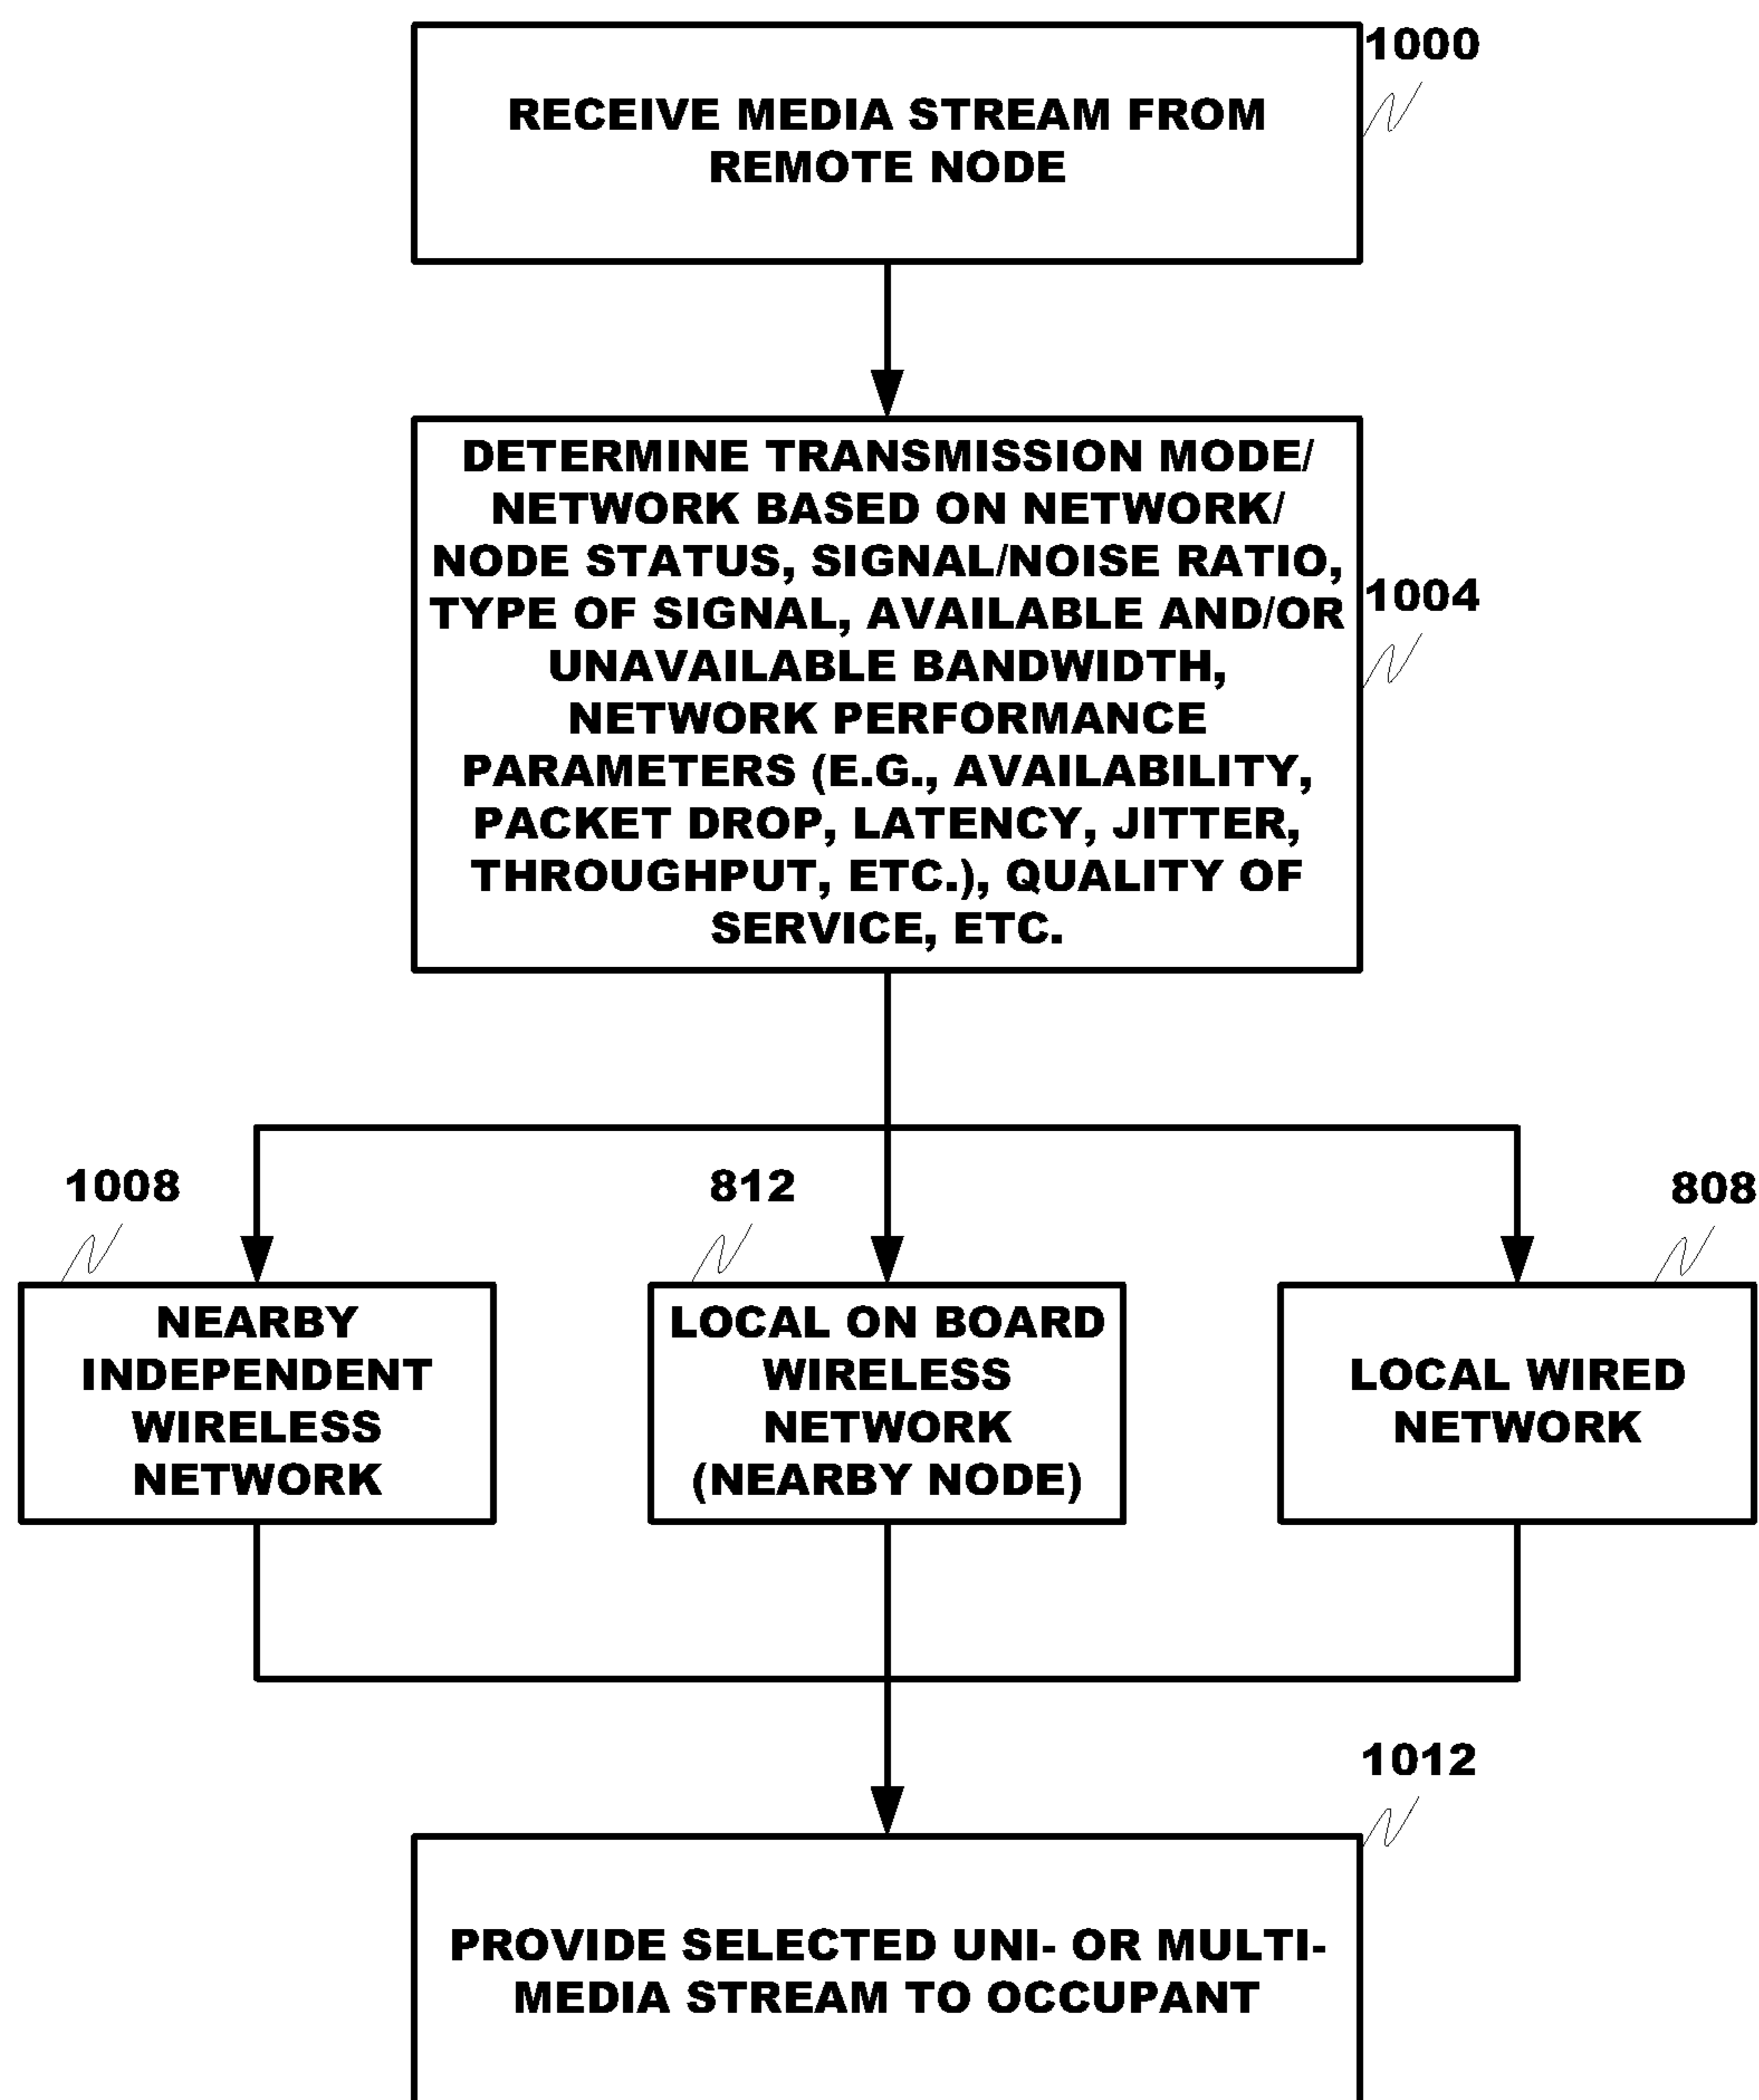 1000
RECEIVE MEDIA STREAM FROM
REMOTE NODE
DETERMINE TRANSMISSION MODE/
NETWORK BASED ON NETWORK/
NODE STATUS, SIGNAL/NOISE RATIO,
TYPE OF SIGNAL, AVAILABLE AND/OR
UNAVAILABLE BANDWIDTH,
NETWORK PERFORMANCE
PARAMETERS (E.G., AVAILABILITY,
PACKET DROP, LATENCY, JITTER,
THROUGHPUT, ETC.), QUALITY OF
SERVICE, ETC.
1004
1008
NEARBY
INDEPENDENT
WIRELESS
NETWORK
812
LOCAL ON BOARD
WIRELESS
NETWORK
(NEARBY NODE)
808
LOCAL WIRED
NETWORK
1012
PROVIDE SELECTED UNI- OR MULTI-
MEDIA STREAM TO OCCUPANT